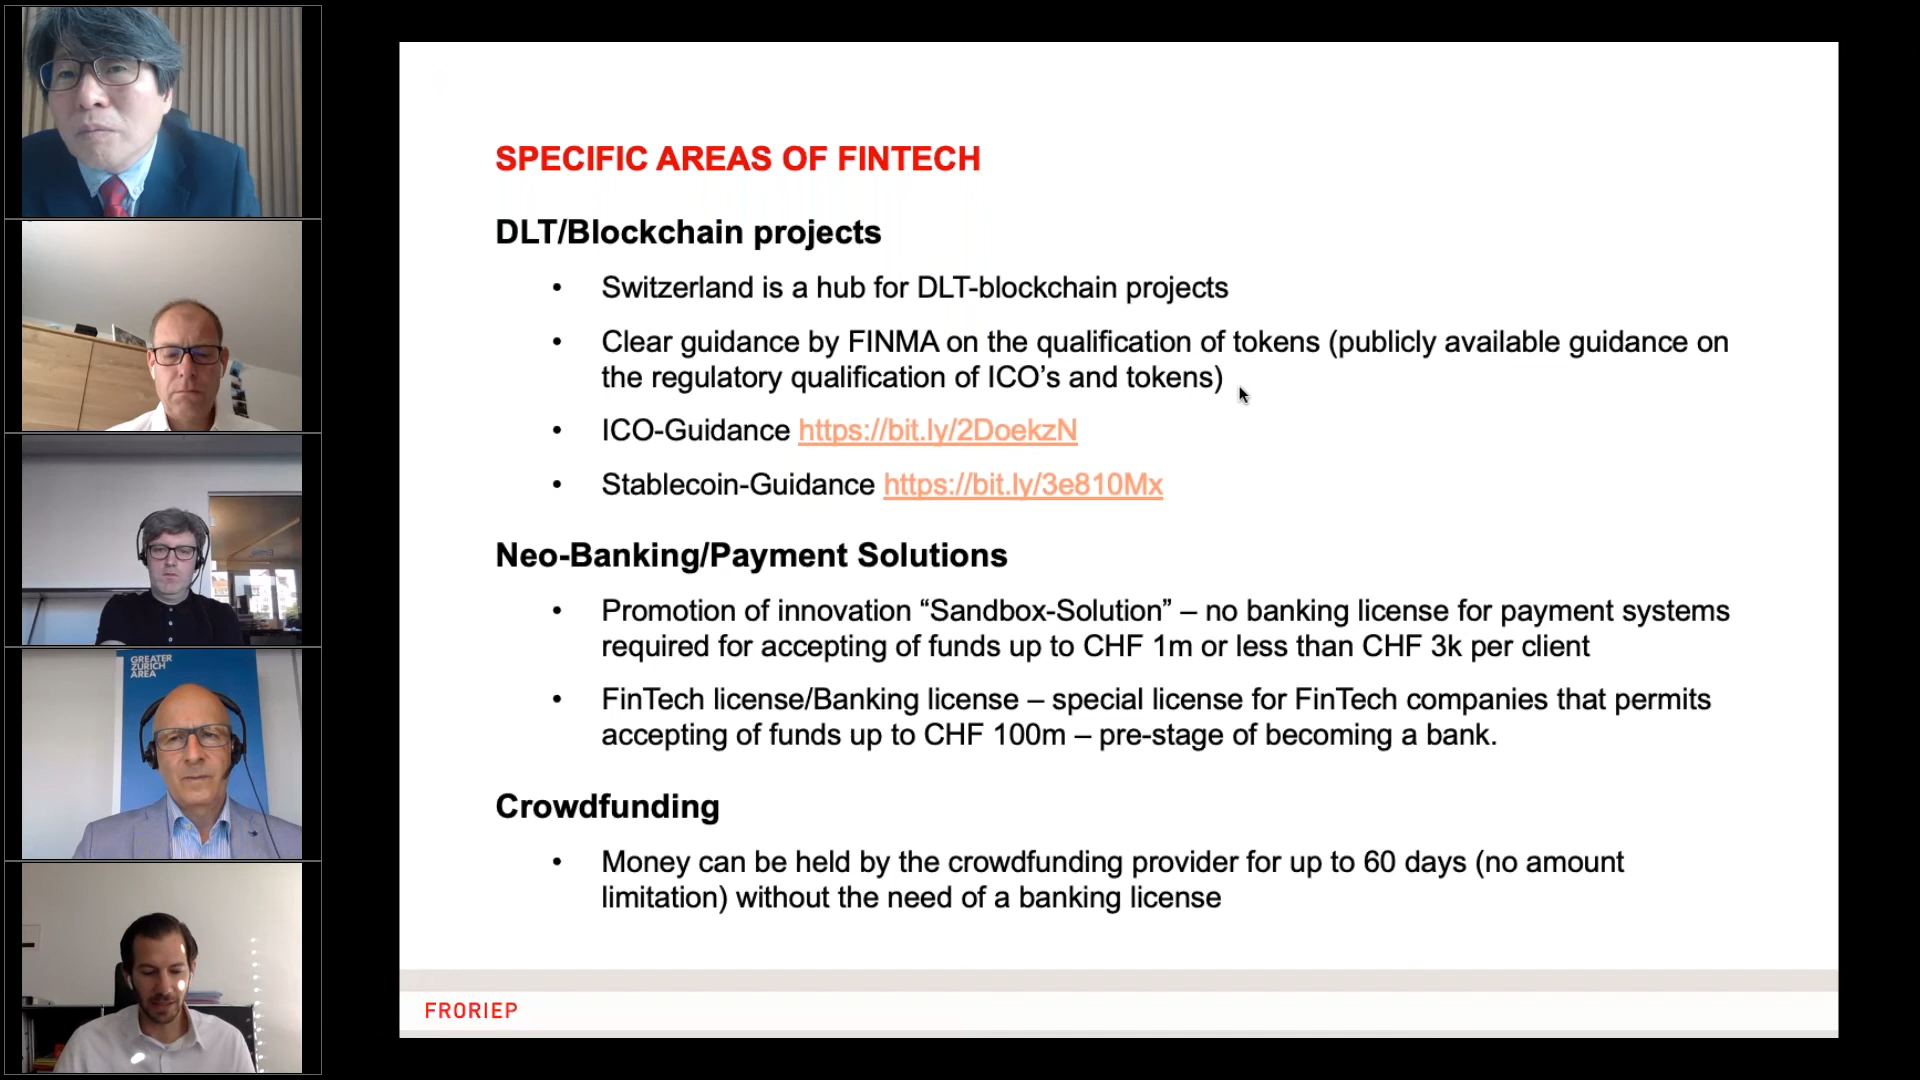 GREATER
ZURICH
AREA
SPECIFIC AREAS OF FINTECH
DLT/Blockchain projects
• Switzerland is a hub for DLT-blockchain projects
• Clear guidance by FINMA on the qualification of tokens (publicly available guidance on
the regulatory qualification of ICO’s and tokens)
• ICO-Guidance https://bit.ly/2DoekzN
• Stablecoin-Guidance https://bit.ly/3e810Mx
Neo-Banking/Payment Solutions
• Promotion of innovation “Sandbox-Solution” – no banking license for payment systems
required for accepting of funds up to CHF 1m or less than CHF 3k per client
• FinTech license/Banking license – special license for FinTech companies that permits
accepting of funds up to CHF 100m – pre-stage of becoming a bank.
Crowdfunding
• Money can be held by the crowdfunding provider for up to 60 days (no amount
limitation) without the need of a banking license
FRORIEP